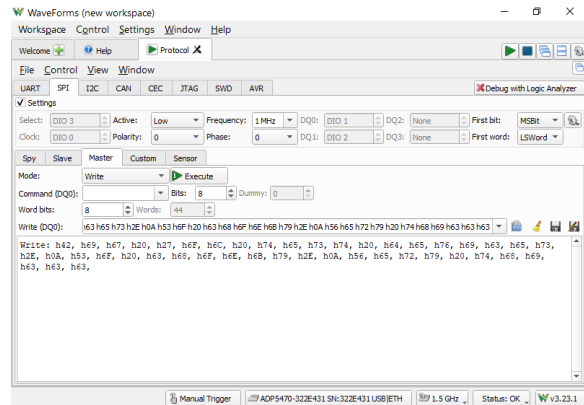 WaveForms (new workspace)
Workspace Control Settings Window Help
Welcome Help Protocol
File Control View Window
UART SPI I2C CAN CEC JTAG SWD AVR Debug with Logic Analyzer
Settings
Select: DIO 3 Active: Low Frequency: 1 MHz DQ0: DIO 1 DQ2: None First bit: MSBit
Clock: DIO 0 Polarity: 0 Phase: 0 DQ1: DIO 2 DQ3: None First word: LSWord
Spy Slave Master Custom Sensor
Mode: Write Execute
Command (DQ0): Bits: 8 Dummy: 0
Word bits: 8 Words: 44
Write (DQ0): h63 h65 h73 h2E h0A h53 h6F h20 h63 h68 h6F h6E h6B h79 h2E h0A h56 h65 h72 h79 h20 h74 h68 h69 h63 h63 h63
Write: h42, h69, h67, h20, h27, h6F, h6C, h20, h74, h65, h73, h74, h20, h64, h65, h76, h69, h63, h65, h73,
h2E, h0A, h53, h6F, h20, h63, h68, h6F, h6E, h6B, h79, h2E, h0A, h56, h65, h72, h79, h20, h74, h68, h69,
h63, h63, h63,
Manual Trigger ADP5470-322E431 SN:322E431 USB|ETH 1.5 GHz Status: OK v3.23.1